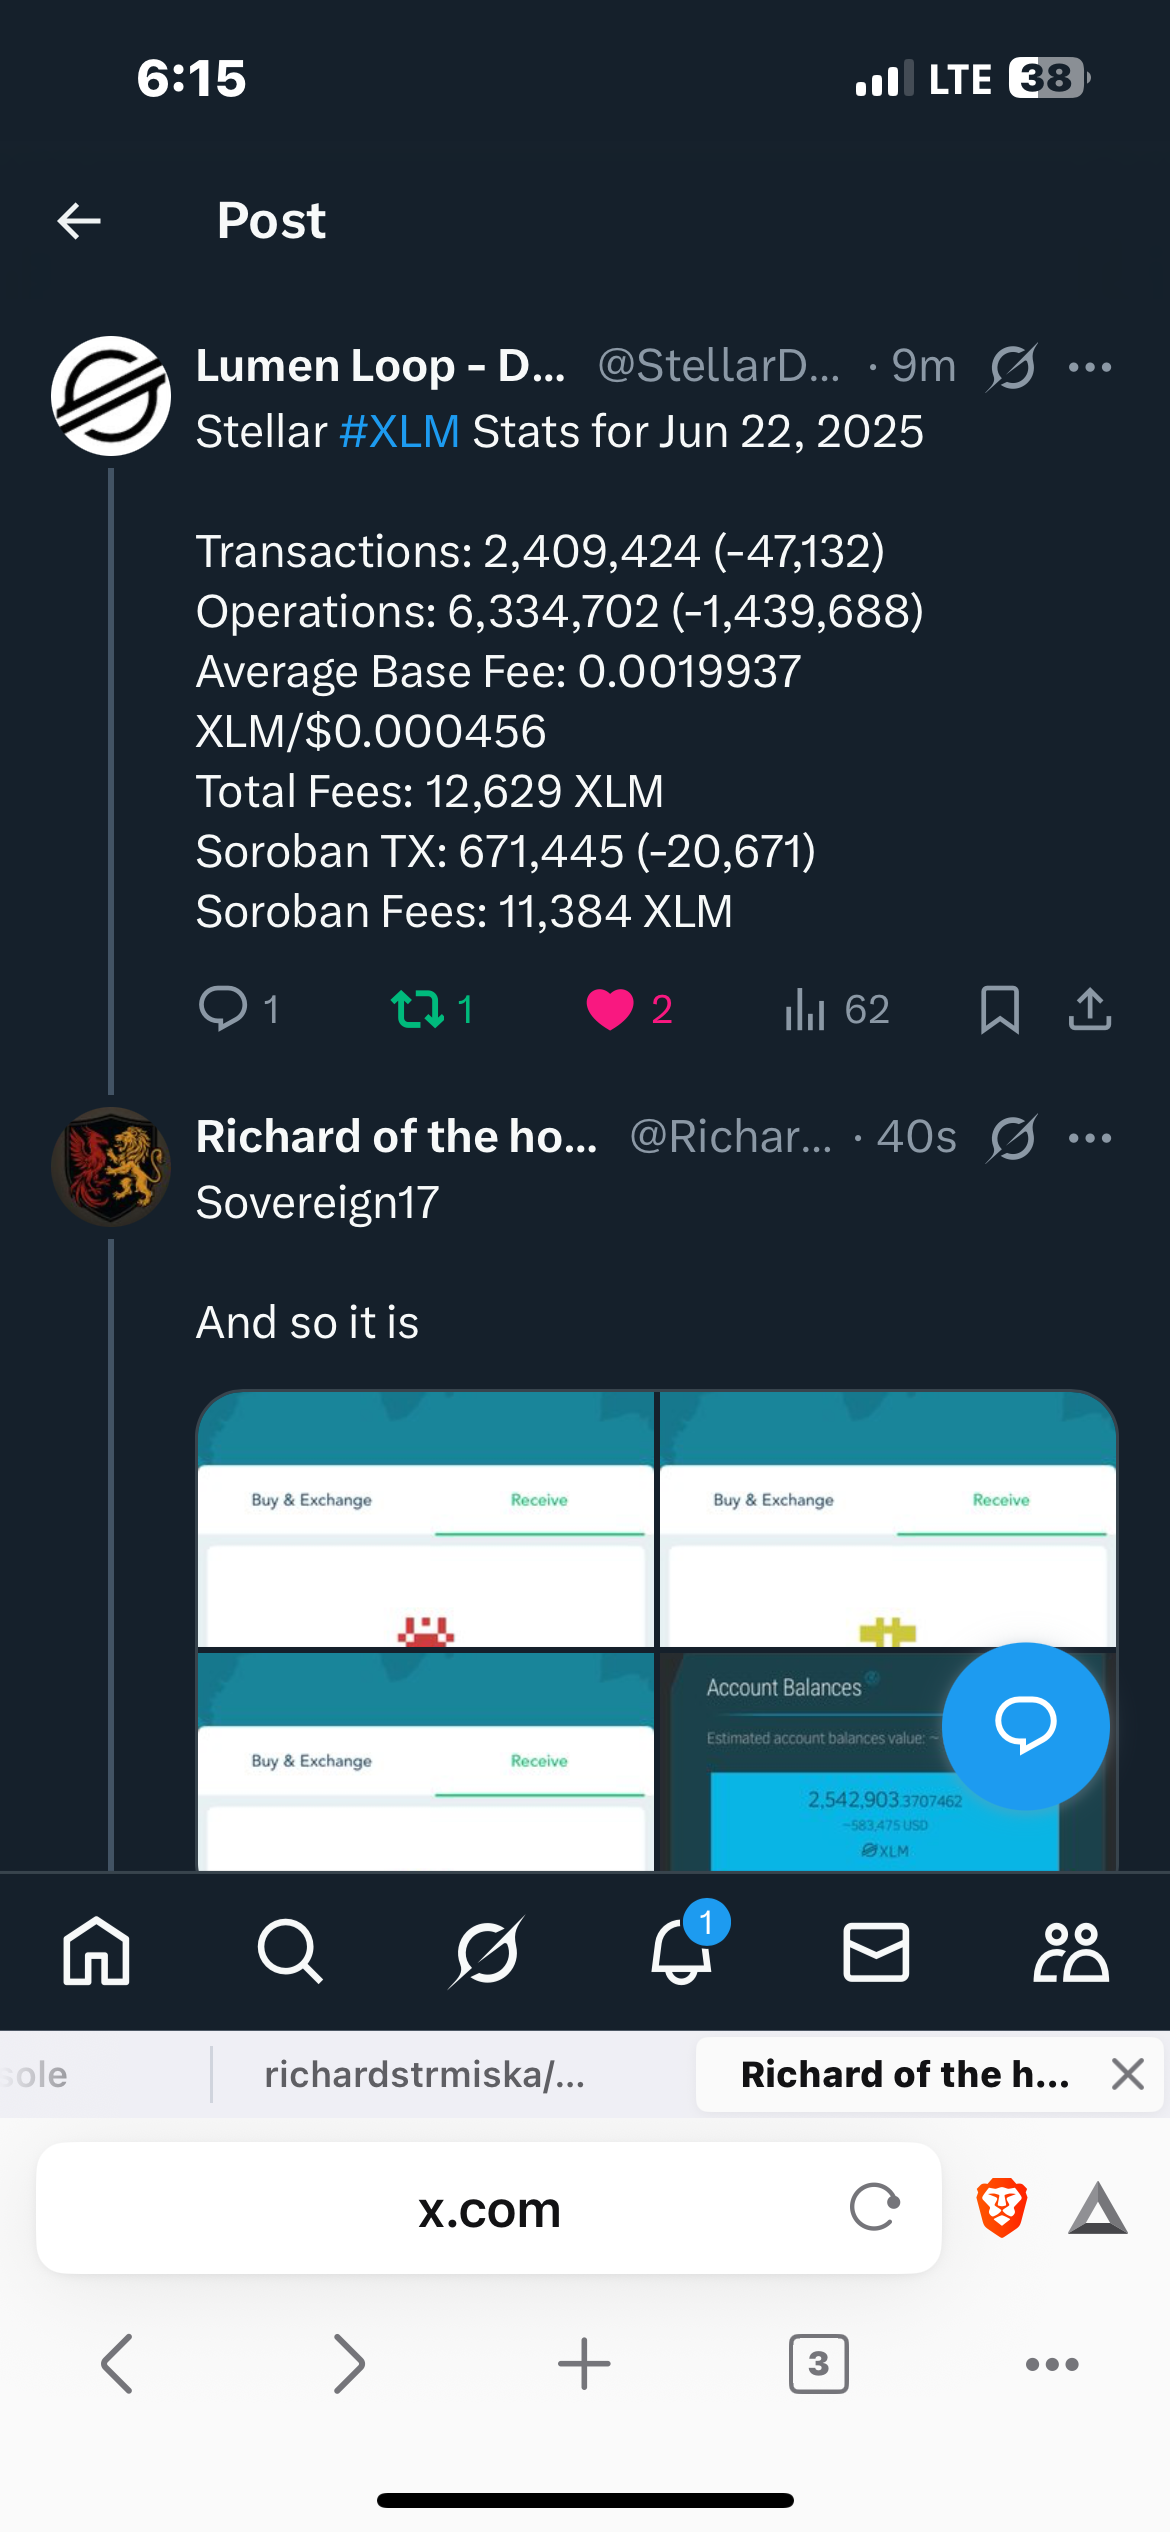 6:15
LTE 38
Post
Lumen Loop - D... @StellarD... · 9m
Stellar #XLM Stats for Jun 22, 2025
Transactions: 2,409,424 (-47,132)
Operations: 6,334,702 (-1,439,688)
Average Base Fee: 0.0019937
XLM/$0.000456
Total Fees: 12,629 XLM
Soroban TX: 671,445 (-20,671)
Soroban Fees: 11,384 XLM
1 1 2 62
Richard of the ho... @Richar... · 40s
Sovereign17
And so it is
Buy & Exchange Receive
Buy & Exchange Receive
Buy & Exchange Receive
Account Balances
Estimated account balances value: ~
2,542,903.3707462
~583,475 USD
XLM
1
sole
richardstrmiska/...
Richard of the h...
x.com
3